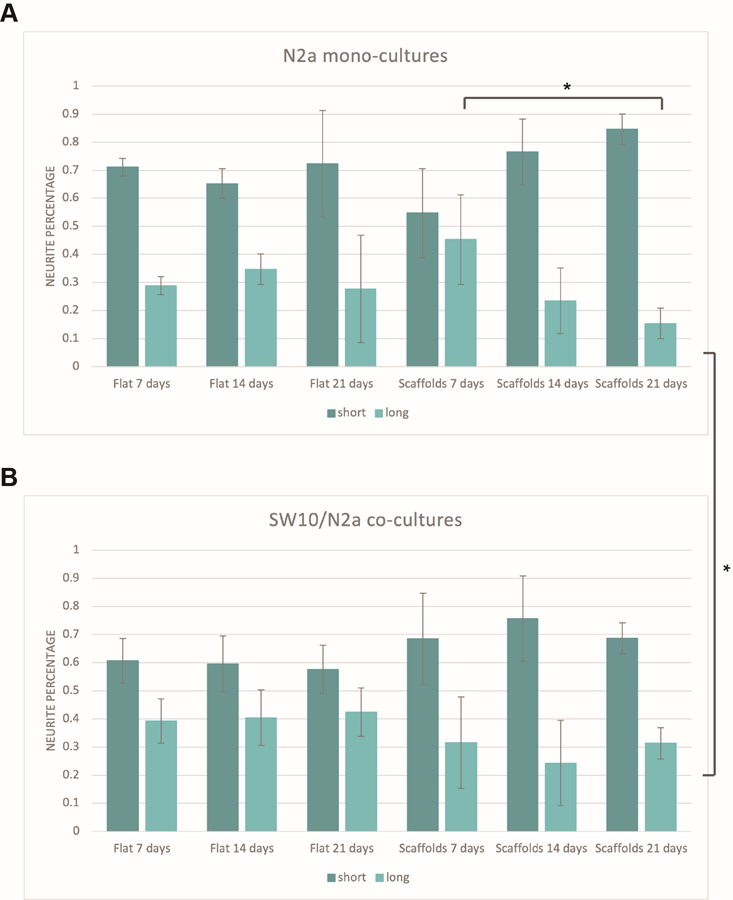 A
N2a mono-cultures
*
1
0.9
0.8
0.7
0.6
0.5
0.4
0.3
0.2
0.1
0
NEURITE PERCENTAGE
Flat 7 days Flat 14 days Flat 21 days Scaffolds 7 days Scaffolds 14 days Scaffolds 21 days
short long
B
SW10/N2a co-cultures
1
0.9
0.8
0.7
0.6
0.5
0.4
0.3
0.2
0.1
0
NEURITE PERCENTAGE
*
Flat 7 days Flat 14 days Flat 21 days Scaffolds 7 days Scaffolds 14 days Scaffolds 21 days
short long